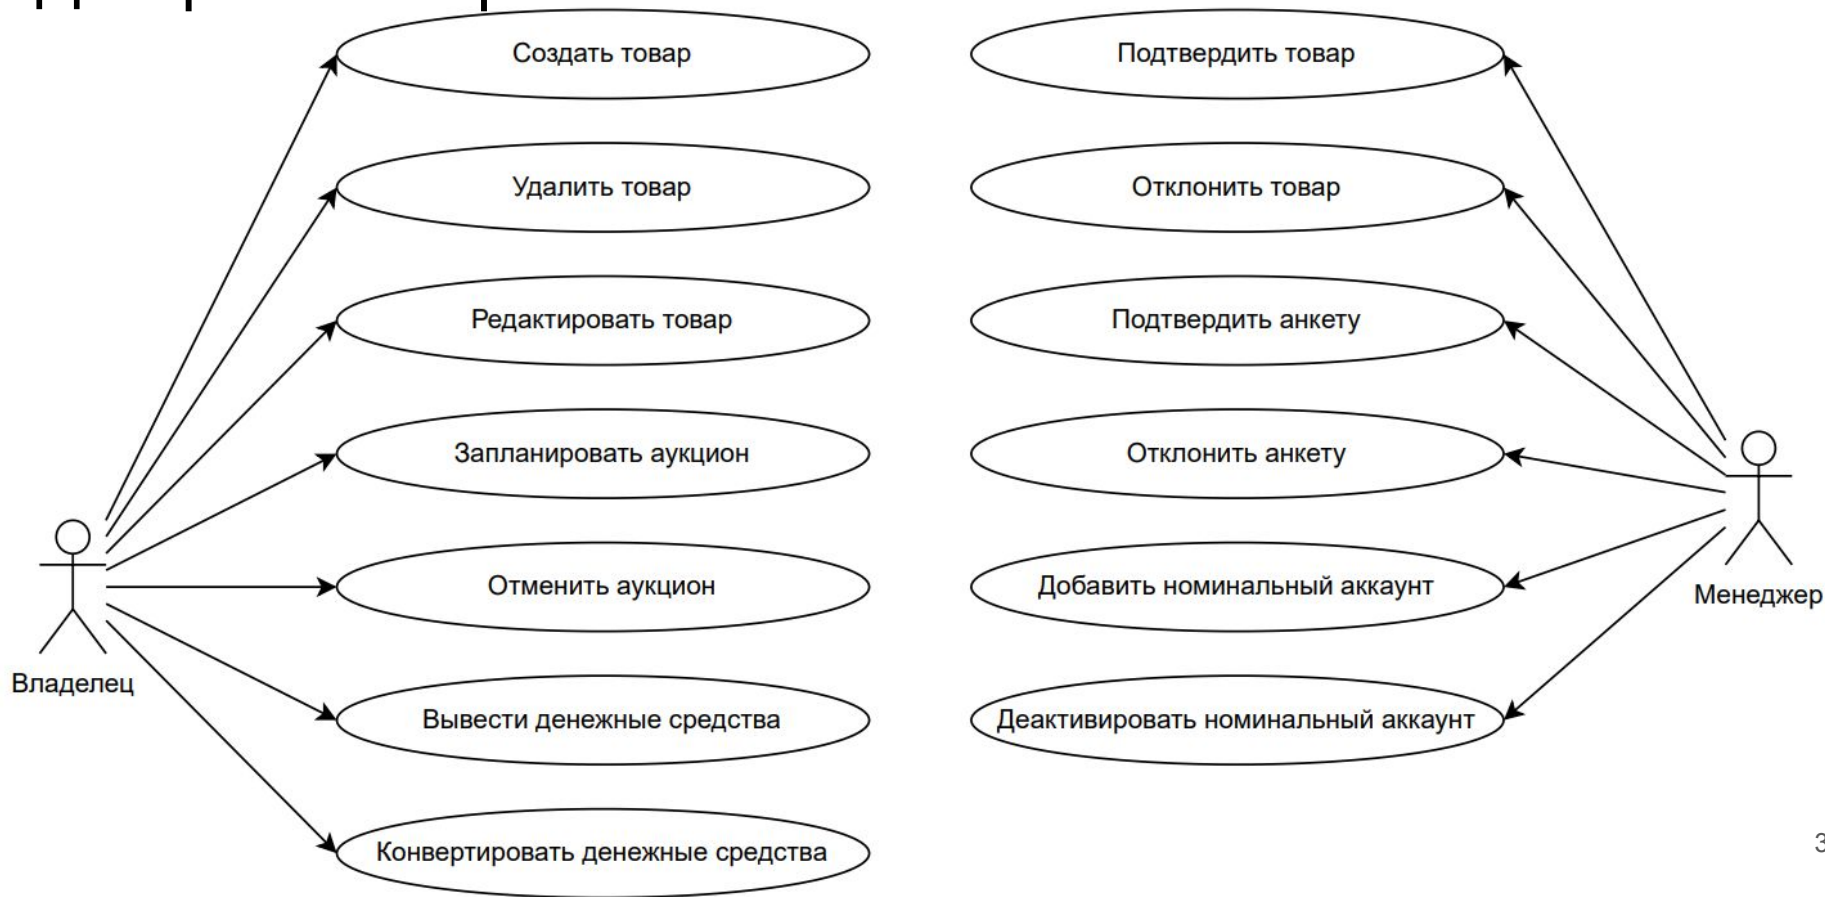 Создать товар
Удалить товар
Редактировать товар
Запланировать аукцион
Отменить аукцион
Вывести денежные средства
Конвертировать денежные средства
Владелец
Подтвердить товар
Отклонить товар
Подтвердить анкету
Отклонить анкету
Добавить номинальный аккаунт
Деактивировать номинальный аккаунт
Менеджер